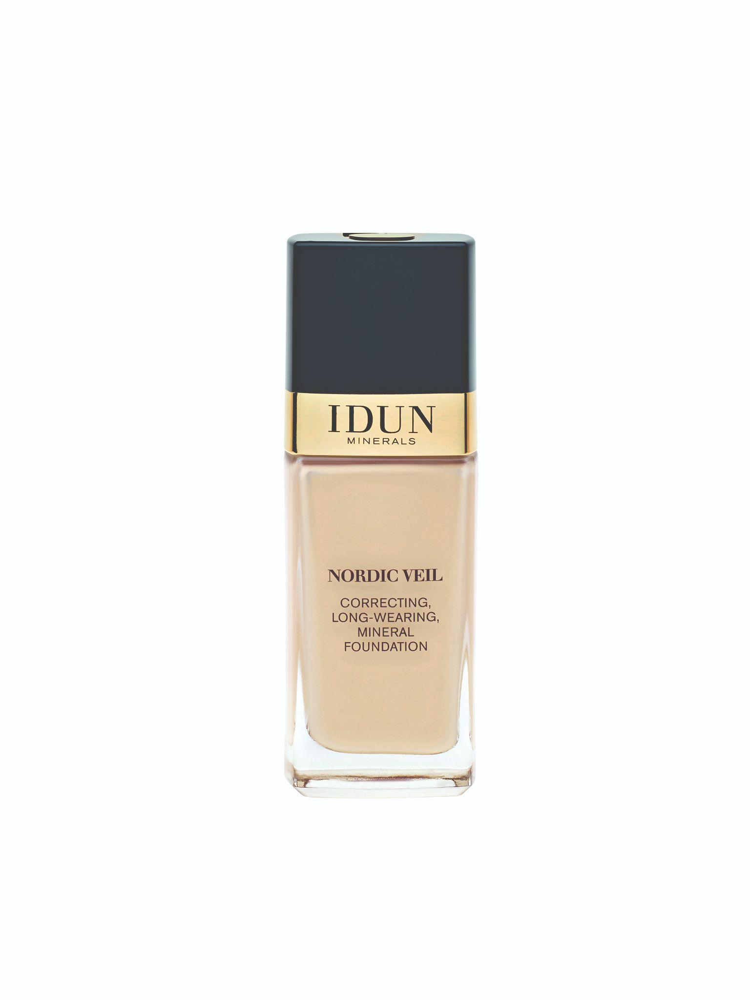 IDUN
MINERALS
NORDIC VEIL
CORRECTING,
LONG-WEARING,
MINERAL
FOUNDATION